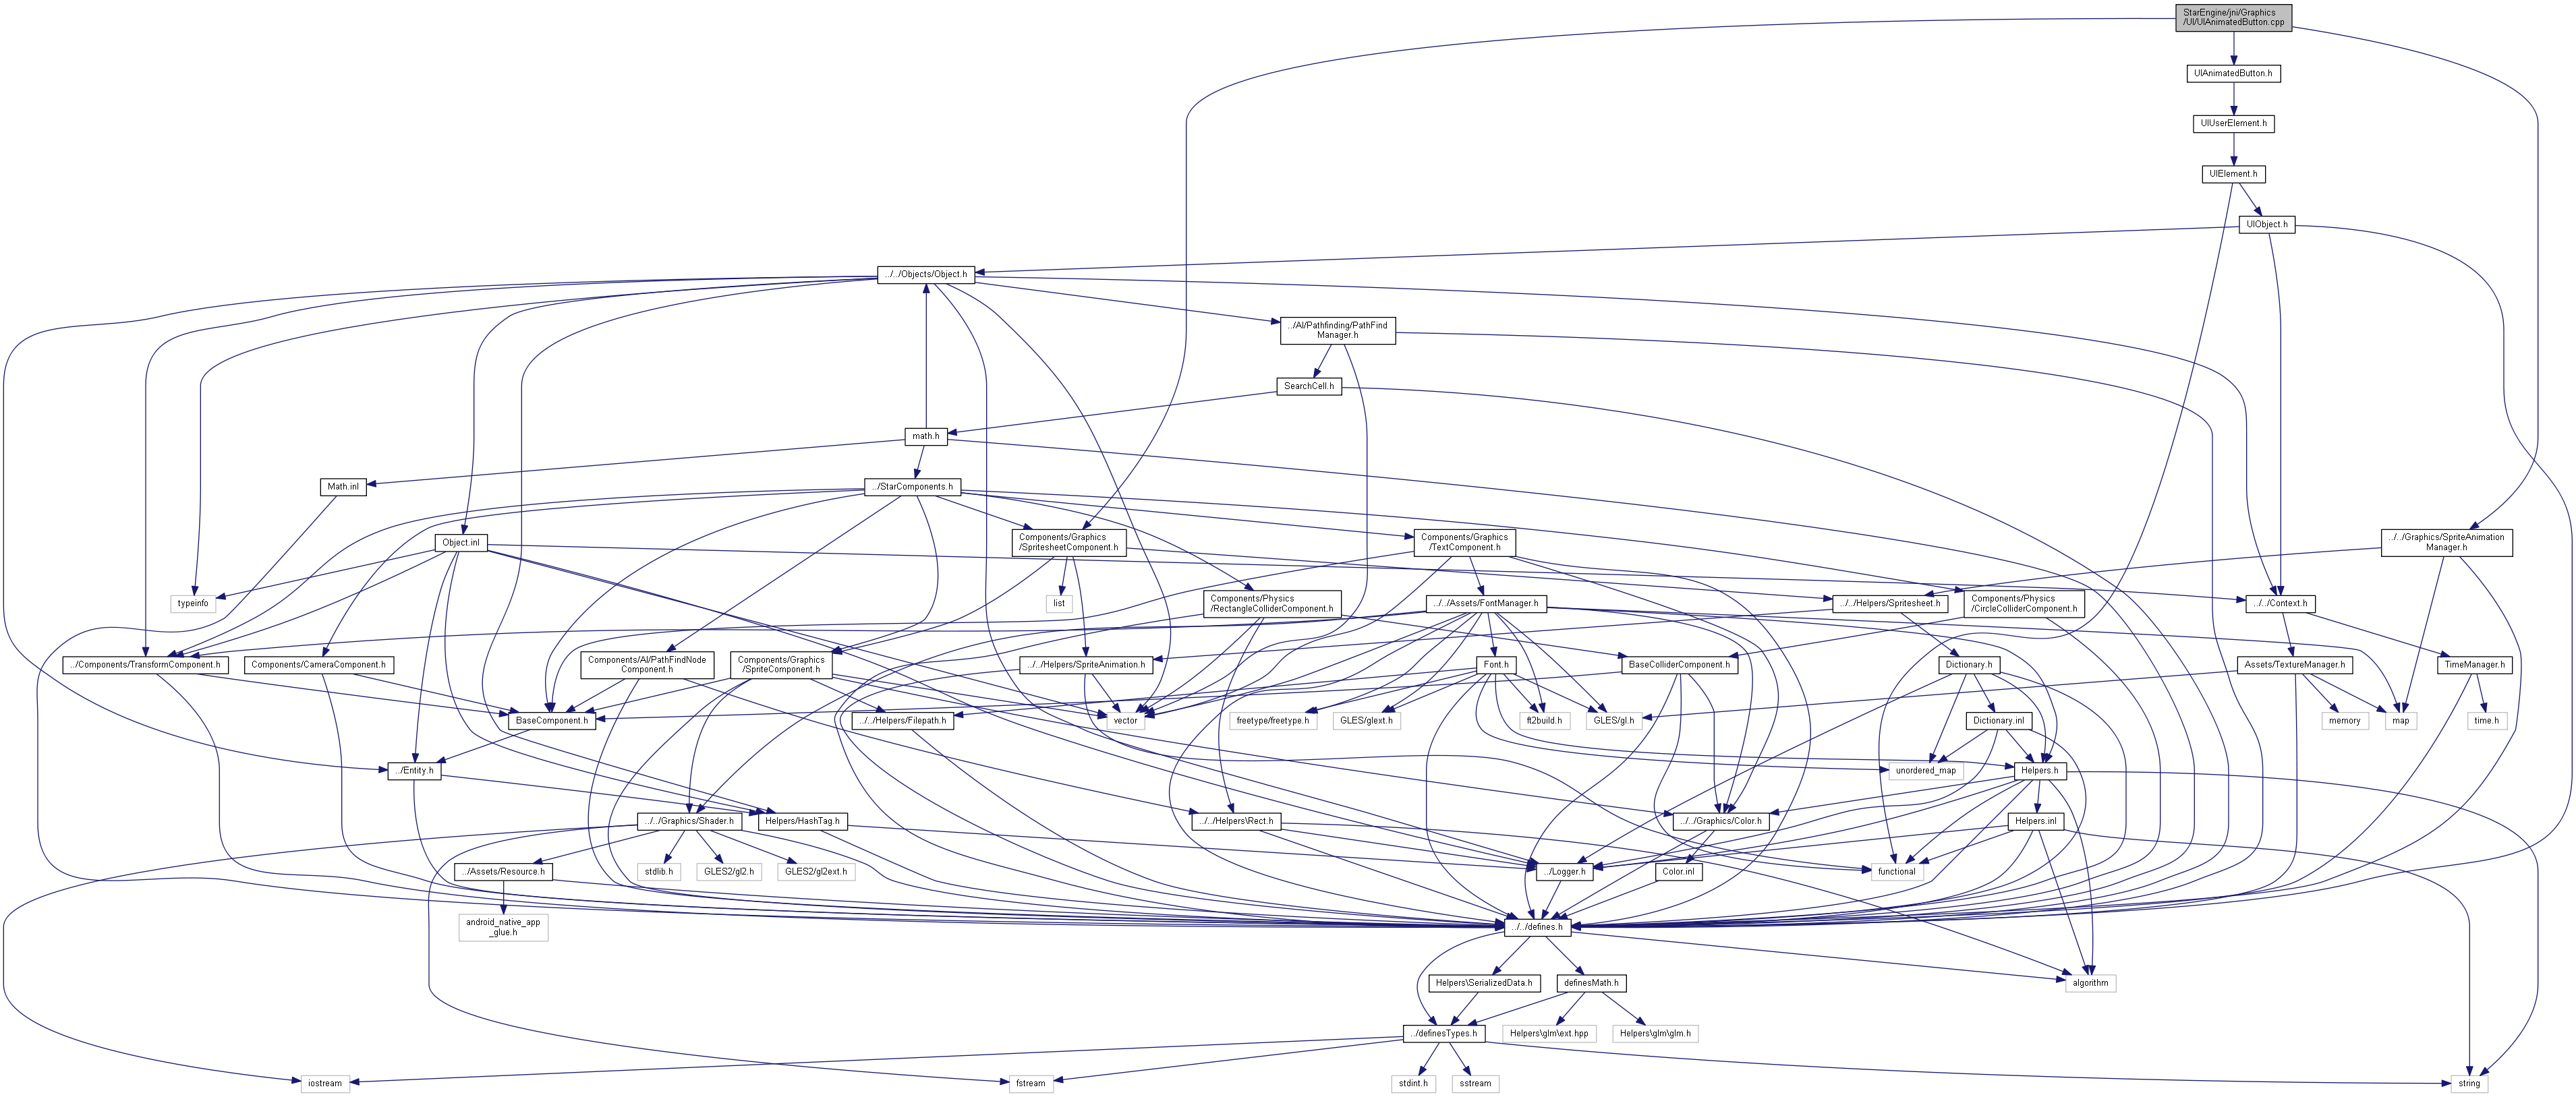 StarEngine/jni/Graphics
/UI/UIAnimatedButton.cpp
UIAnimatedButton.h
UIUserElement.h
UIElement.h
UIObject.h
../../Objects/Object.h
../AI/Pathfinding/PathFind
Manager.h
SearchCell.h
math.h
Math.inl
../StarComponents.h
Object.inl
Components/Graphics
/SpritesheetComponent.h
Components/Graphics
/TextComponent.h
../../Graphics/SpriteAnimation
Manager.h
typeinfo
list
Components/Physics
/RectangleColliderComponent.h
../../Assets/FontManager.h
../../Helpers/Spritesheet.h
Components/Physics
/CircleColliderComponent.h
../../Context.h
../Components/TransformComponent.h
Components/CameraComponent.h
Components/AI/PathFindNode
Component.h
Components/Graphics
/SpriteComponent.h
../../Helpers/SpriteAnimation.h
Font.h
BaseColliderComponent.h
Dictionary.h
Assets/TextureManager.h
TimeManager.h
BaseComponent.h
../../Helpers/Filepath.h
vector
freetype/freetype.h
GLES/glext.h
ft2build.h
GLES/gl.h
Dictionary.inl
memory
map
time.h
../Entity.h
unordered_map
Helpers.h
../../Graphics/Shader.h
Helpers/HashTag.h
../../Helpers\Rect.h
../../Graphics/Color.h
Helpers.inl
../Assets/Resource.h
stdlib.h
GLES2/gl2.h
GLES2/gl2ext.h
../Logger.h
Color.inl
functional
android_native_app
_glue.h
../../defines.h
Helpers\SerializedData.h
definesMath.h
algorithm
../definesTypes.h
Helpers\glm\ext.hpp
Helpers\glm\glm.h
iostream
fstream
stdint.h
sstream
string